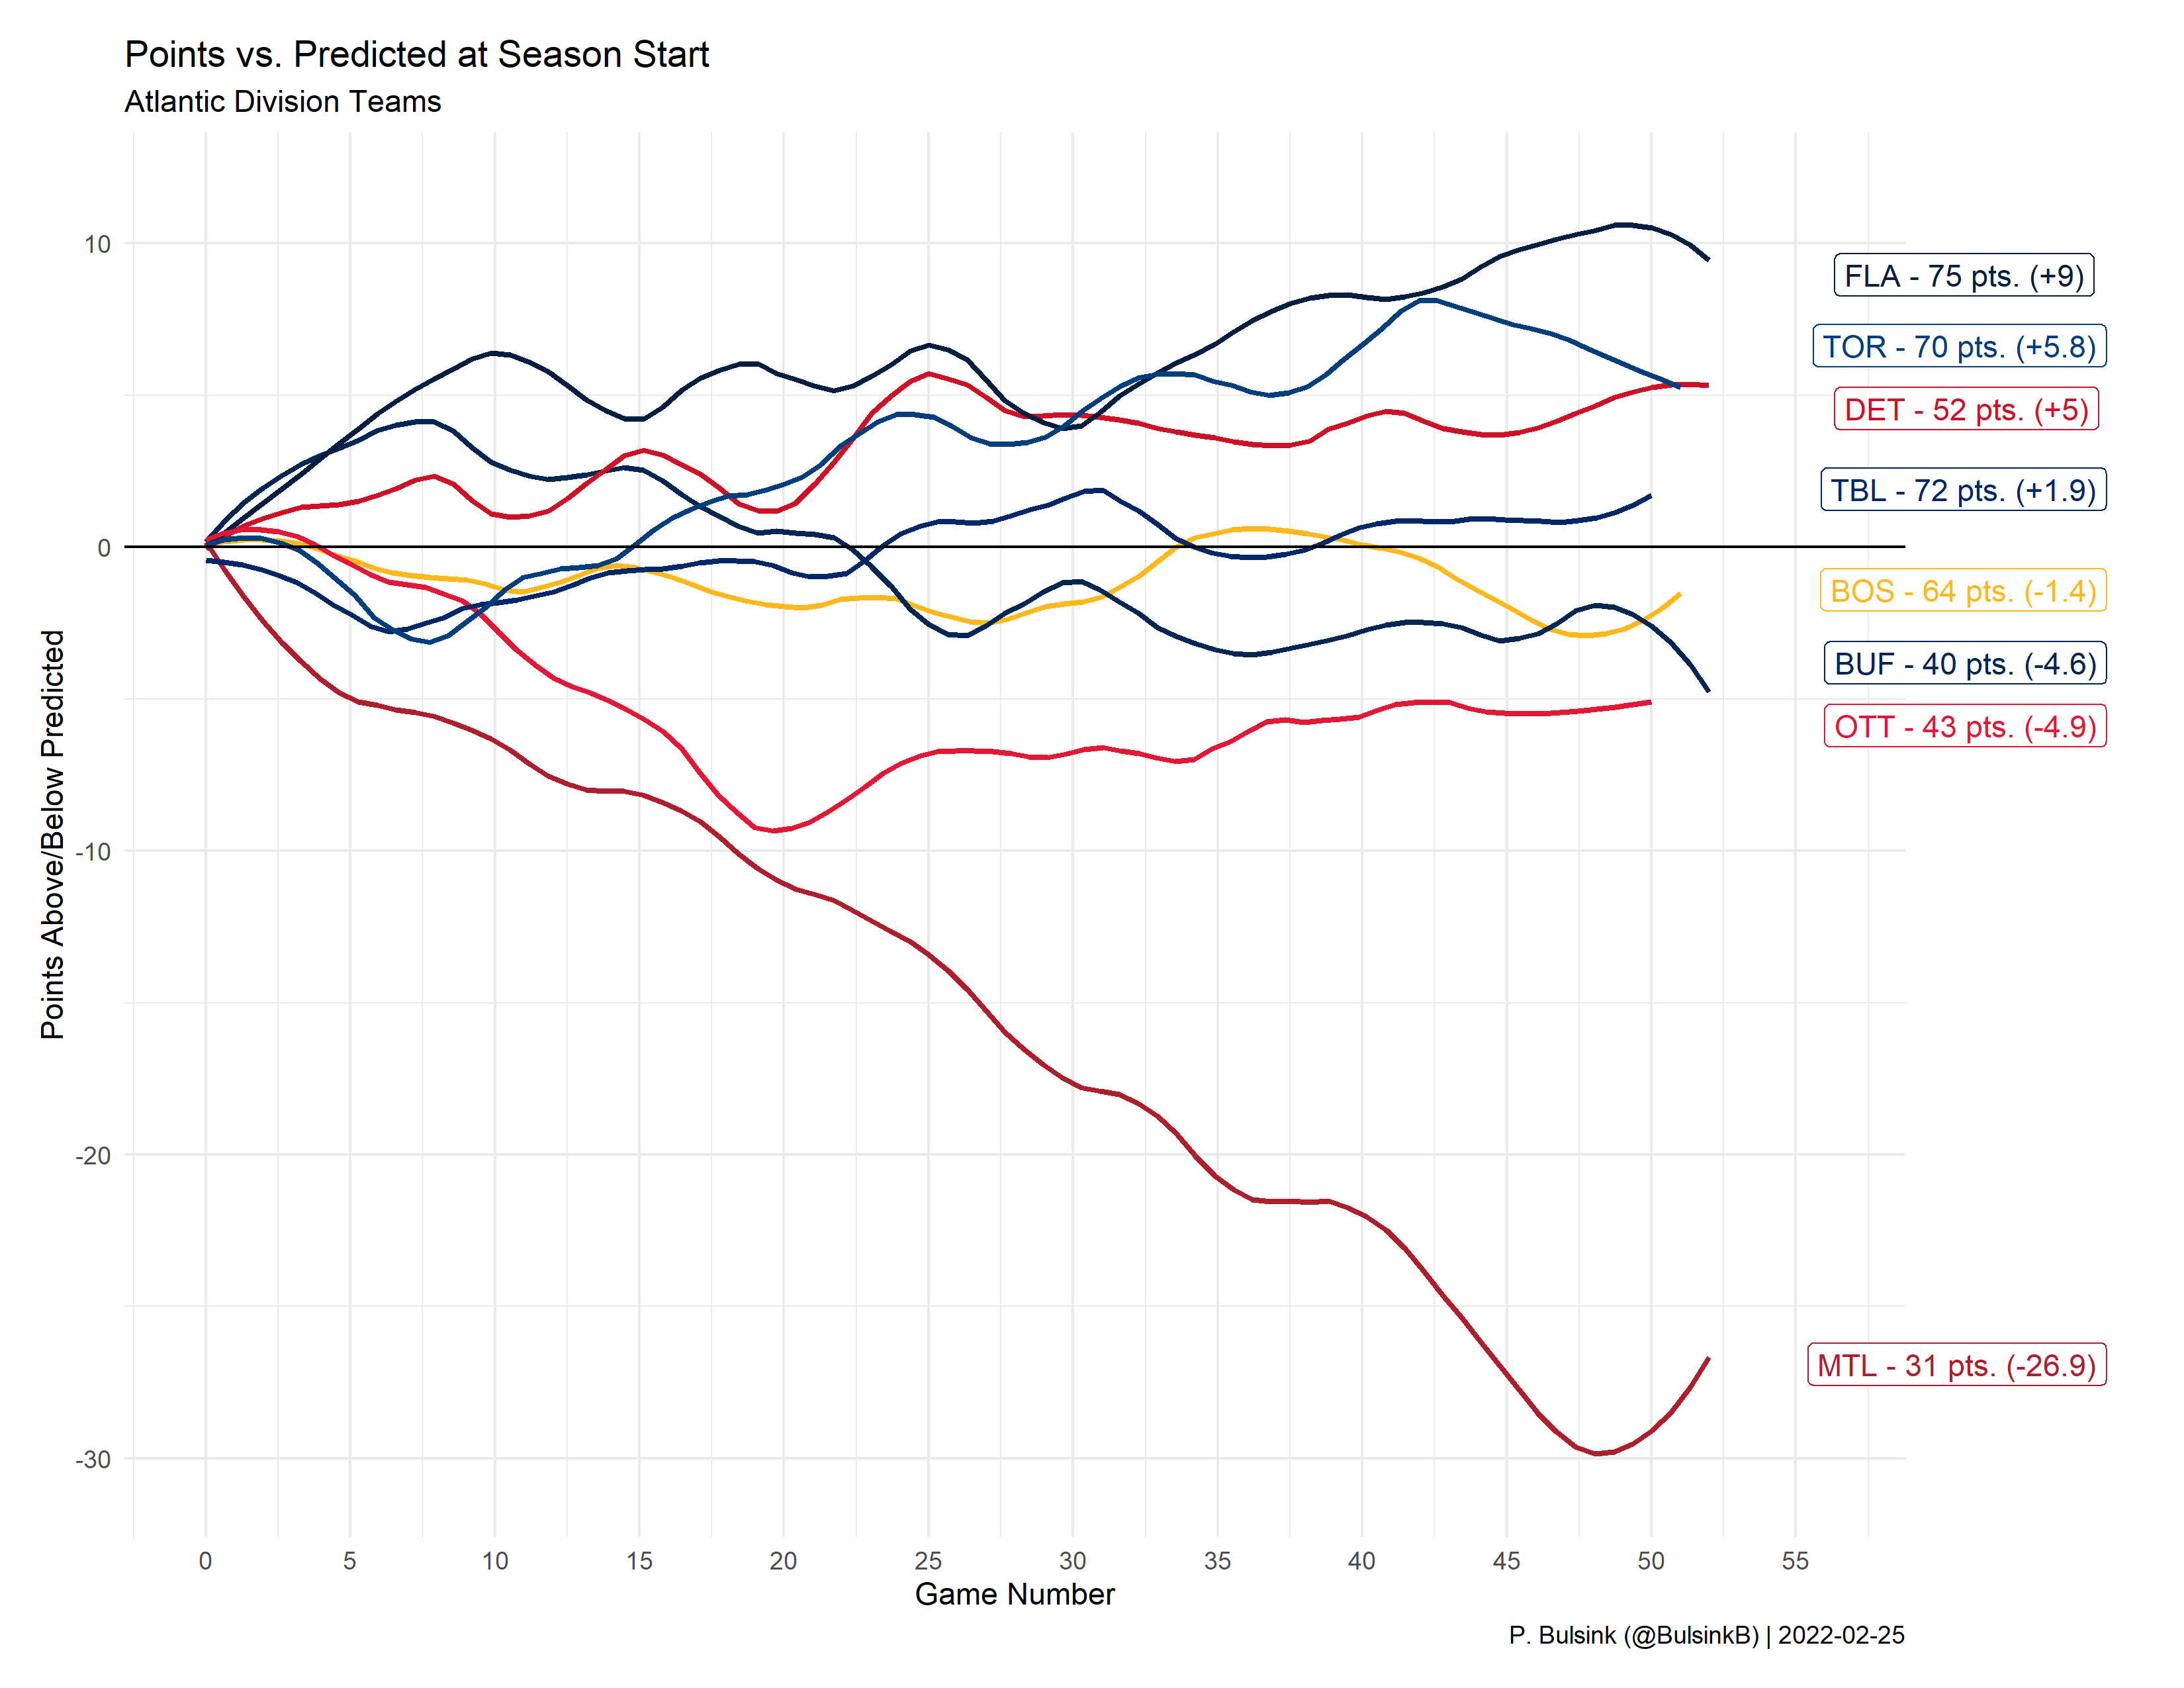 Points vs. Predicted at Season Start
Atlantic Division Teams
Points Above/Below Predicted
10
0
-10
-20
-30
FLA - 75 pts. (+9)
TOR - 70 pts. (+5.8)
DET - 52 pts. (+5)
TBL - 72 pts. (+1.9)
BOS - 64 pts. (-1.4)
BUF - 40 pts. (-4.6)
OTT - 43 pts. (-4.9)
MTL - 31 pts. (-26.9)
0 5 10 15 20 25 30 35 40 45 50 55
Game Number
P. Bulsink (@BulsinkB) | 2022-02-25